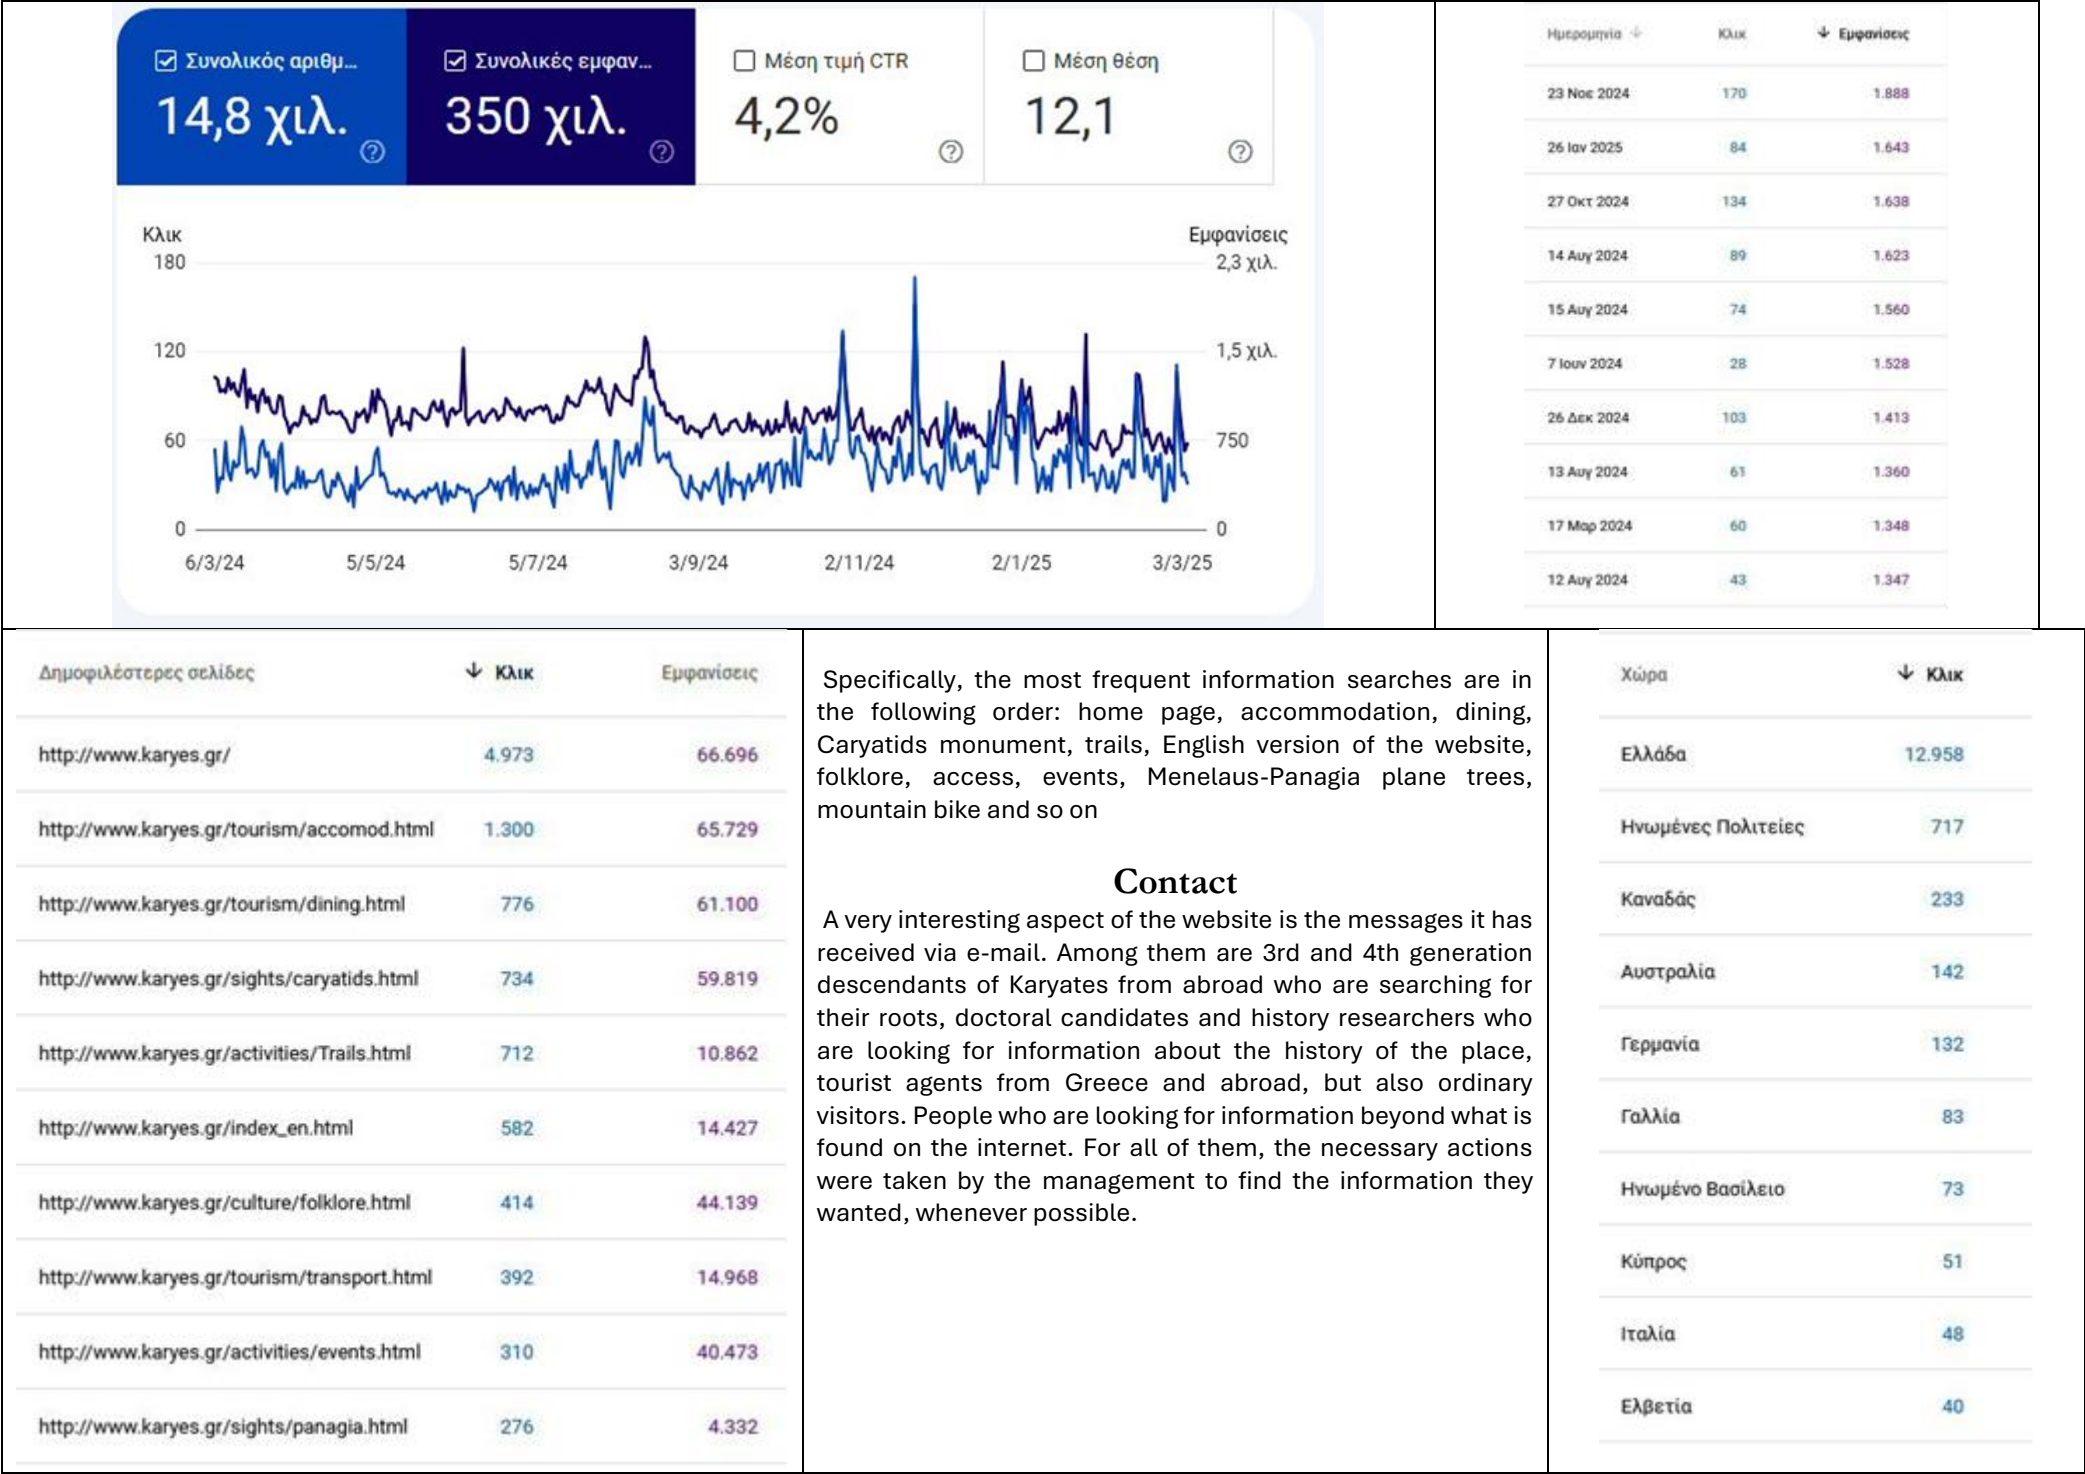 Συνολικός αριθμ...
14,8 χιλ.
Συνολικές εμφαν...
350 χιλ.
Μέση τιμή CTR
4,2%
Μέση θέση
12,1
Κλικ
Εμφανίσεις
180
2,3 χιλ.
120
1,5 χιλ.
60
750
0
0
6/3/24 5/5/24 5/7/24 3/9/24 2/11/24 2/1/25 3/3/25
Ημερομηνία Κλικ Εμφανίσεις
23 Νοε 2024 170 1.888
26 Ιαν 2025 84 1.643
27 Οκτ 2024 134 1.638
14 Αυγ 2024 89 1.623
15 Αυγ 2024 74 1.560
7 Ιουν 2024 28 1.528
26 Δεκ 2024 103 1.413
13 Αυγ 2024 61 1.360
17 Μαρ 2024 60 1.348
12 Αυγ 2024 43 1.347
Δημοφιλέστερες σελίδες Κλικ Εμφανίσεις
http://www.karyes.gr/ 4.973 66.696
http://www.karyes.gr/tourism/accomod.html 1.300 65.729
http://www.karyes.gr/tourism/dining.html 776 61.100
http://www.karyes.gr/sights/caryatids.html 734 59.819
http://www.karyes.gr/activities/Trails.html 712 10.862
http://www.karyes.gr/index_en.html 582 14.427
http://www.karyes.gr/culture/folklore.html 414 44.139
http://www.karyes.gr/tourism/transport.html 392 14.968
http://www.karyes.gr/activities/events.html 310 40.473
http://www.karyes.gr/sights/panagia.html 276 4.332
Specifically, the most frequent information searches are in
the following order: home page, accommodation, dining,
Caryatids monument, trails, English version of the website,
folklore, access, events, Menelaus-Panagia plane trees,
mountain bike and so on
Contact
A very interesting aspect of the website is the messages it has
received via e-mail. Among them are 3rd and 4th generation
descendants of Karyates from abroad who are searching for
their roots, doctoral candidates and history researchers who
are looking for information about the history of the place,
tourist agents from Greece and abroad, but also ordinary
visitors. People who are looking for information beyond what is
found on the internet. For all of them, the necessary actions
were taken by the management to find the information they
wanted, whenever possible.
Χώρα Κλικ
Ελλάδα 12.958
Ηνωμένες Πολιτείες 717
Καναδάς 233
Αυστραλία 142
Γερμανία 132
Γαλλία 83
Ηνωμένο Βασίλειο 73
Κύπρος 51
Ιταλία 48
Ελβετία 40